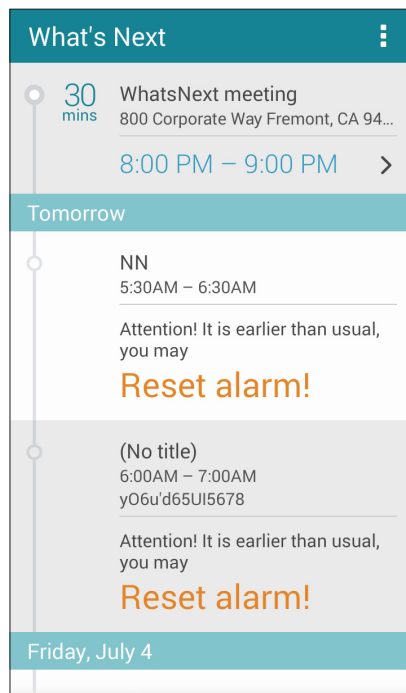 What's Next
30
mins
WhatsNext meeting
800 Corporate Way Fremont, CA 94...
8:00 PM – 9:00 PM
Tomorrow
NN
5:30AM – 6:30AM
Attention! It is earlier than usual,
you may
Reset alarm!
(No title)
6:00AM – 7:00AM
yO6u'd65UI5678
Attention! It is earlier than usual,
you may
Reset alarm!
Friday, July 4